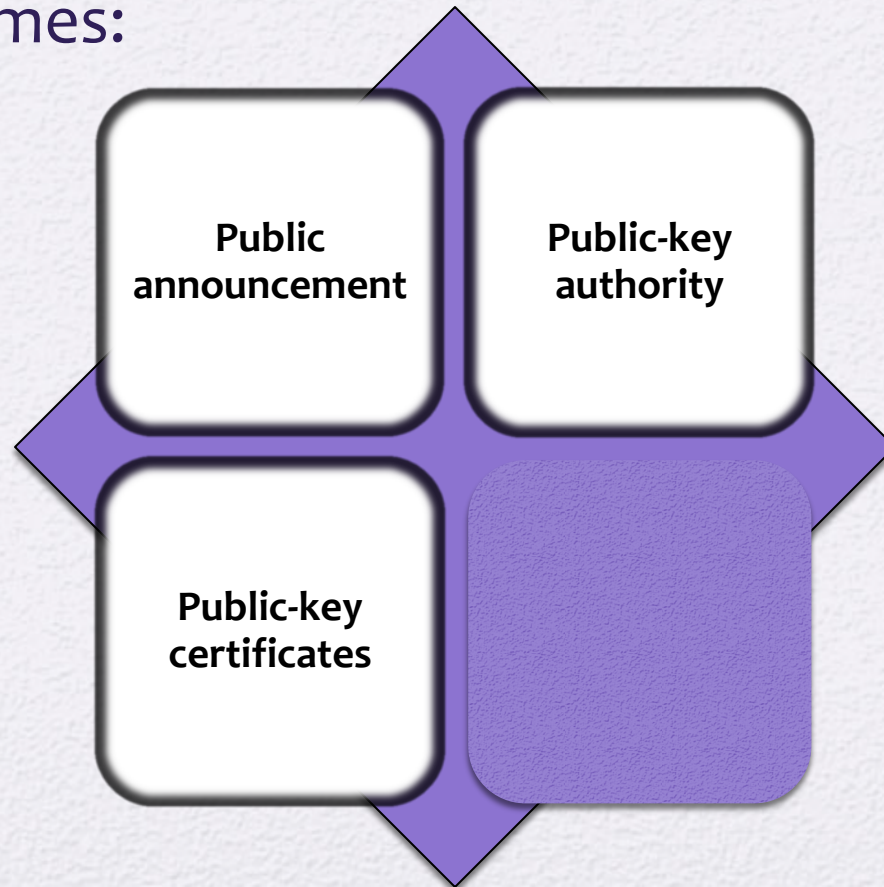 mes:
Public
announcement
Public-key
authority
Public-key
certificates